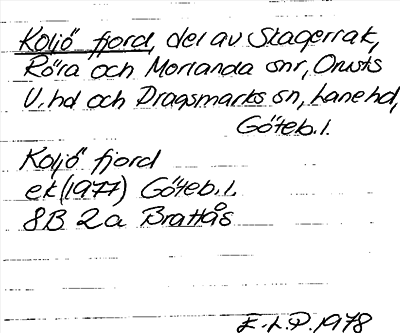 Koljö fjord, del av Skagerrak,
Röra och Morlanda snr, Orusts
V. hd och Dragsmarks sn, Lane hd,
Göteb. l.
Koljö fjord
ek (1977) Göteb. l.
8B 2a Brattås
E. L. P. 1978